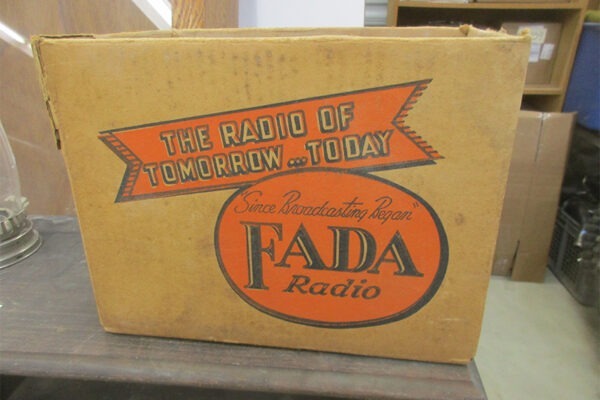 THE RADIO OF
TOMORROW...TODAY
Since Broadcasting Began"
FADA
Radio